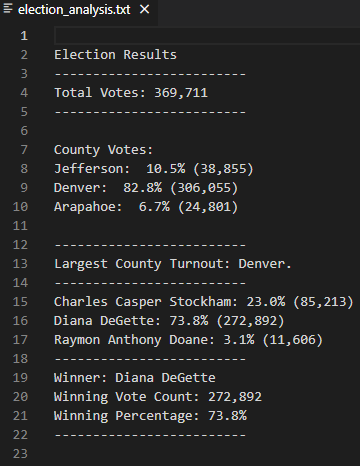 election_analysis.txt ×
1
2 Election Results
3 -------------------------
4 Total Votes: 369,711
5 -------------------------
6
7 County Votes:
8 Jefferson:  10.5% (38,855)
9 Denver:  82.8% (306,055)
10 Arapahoe:  6.7% (24,801)
11
12 -------------------------
13 Largest County Turnout: Denver.
14 -------------------------
15 Charles Casper Stockham: 23.0% (85,213)
16 Diana DeGette: 73.8% (272,892)
17 Raymon Anthony Doane: 3.1% (11,606)
18 -------------------------
19 Winner: Diana DeGette
20 Winning Vote Count: 272,892
21 Winning Percentage: 73.8%
22 -------------------------
23